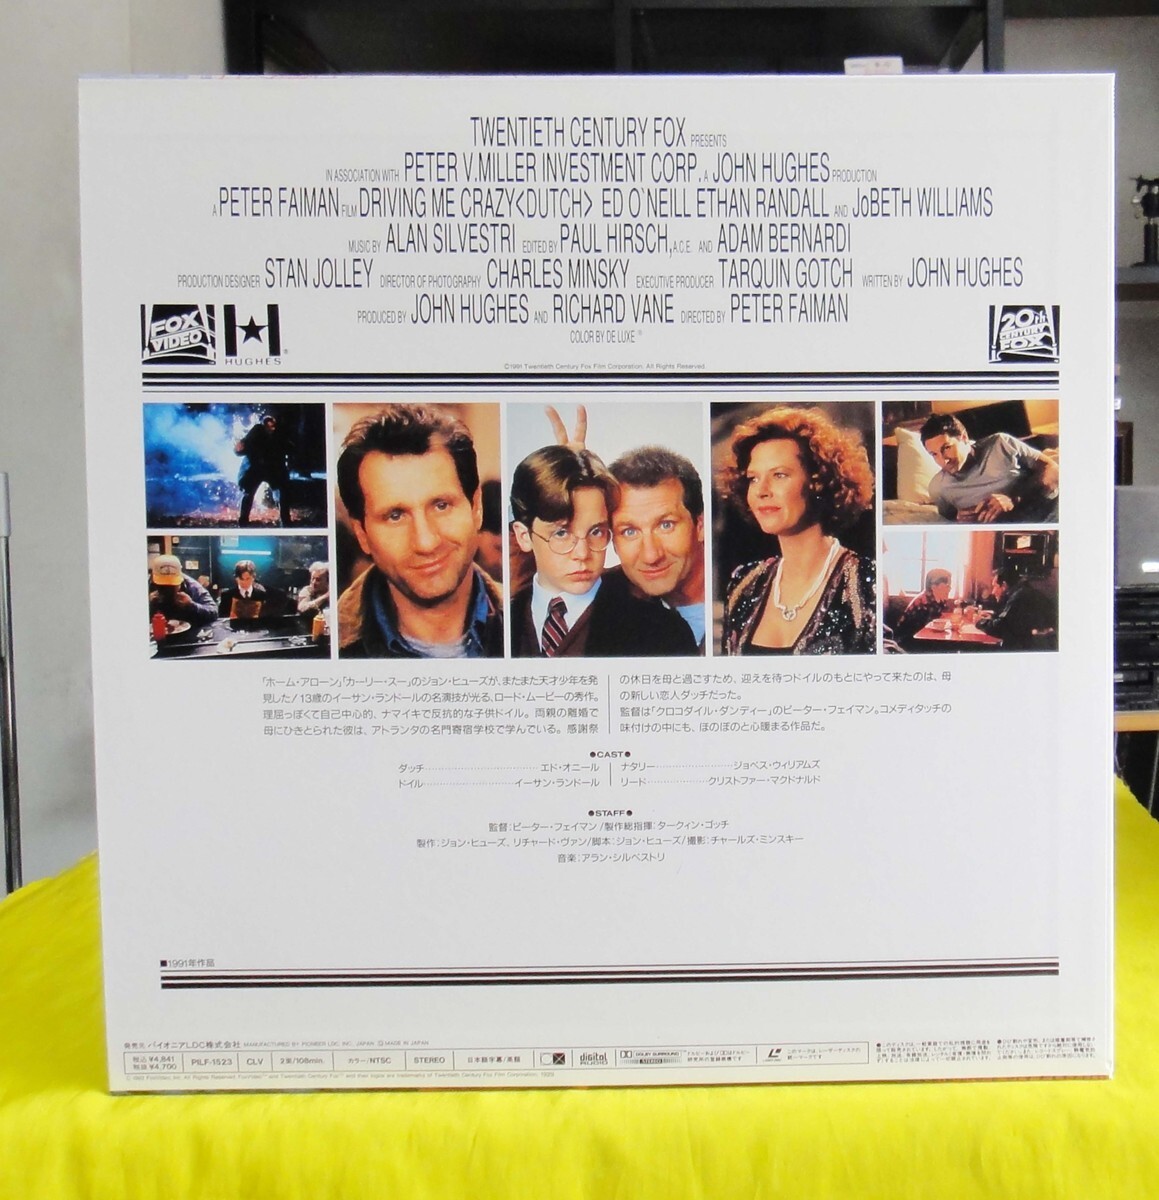 TWENTIETH CENTURY FOX PRESENTS
IN ASSOCIATION WITH PETER V.MILLER INVESTMENT CORP. A JOHN HUGHES PRODUCTION
A PETER FAIMAN FILM DRIVING ME CRAZY<DUTCH> ED O'NEILL ETHAN RANDALL AND JoBETH WILLIAMS
MUSIC BY ALAN SILVESTRI EDITED BY PAUL HIRSCH,A.C.E. AND ADAM BERNARDI
PRODUCTION DESIGNER STAN JOLLEY DIRECTOR OF PHOTOGRAPHY CHARLES MINSKY EXECUTIVE PRODUCER TARQUIN GOTCH WRITTEN BY JOHN HUGHES
PRODUCED BY JOHN HUGHES AND RICHARD VANE DIRECTED BY PETER FAIMAN
COLOR BY DE LUXE®
FOX VIDEO
HUGHES
20th CENTURY FOX
©1991 Twentieth Century Fox Film Corporation. All Rights Reserved.
「ホーム・アローン」「カーリー・スー」のジョン・ヒューズが、またまた天才少年を発
見した!13歳のイーサン・ランドールの名演技が光る、ロード・ムービーの秀作。
理屈っぽくて自己中心的、ナマイキで反抗的な子供ドイル。両親の離婚で
母にひきとられた彼は、アトランタの名門寄宿学校で学んでいる。感謝祭
の休日を母と過ごすため、迎えを待つドイルのもとにやって来たのは、母
の新しい恋人ダッチだった。
監督は「クロコダイル・ダンディー」のピーター・フェイマン。コメディタッチの
味付けの中にも、ほのぼのと心暖まる作品だ。
●CAST●
ダッチ……エド・オニール
ドイル……イーサン・ランドール
ナタリー……ジョベス・ウィリアムズ
リード……クリストファー・マクドナルド
●STAFF●
監督:ピーター・フェイマン/製作総指揮:タークィン・ゴッチ
製作:ジョン・ヒューズ、リチャード・ヴァン/脚本:ジョン・ヒューズ/撮影:チャールズ・ミンスキー
音楽:アラン・シルベストリ
■1991年作品
発売元 パイオニアLDC株式会社 MANUFACTURED BY PIONEER LDC, INC., JAPAN MADE IN JAPAN
税込 ¥4,841
税抜 ¥4,700
PILF-1523
CLV
2面/108min.
カラー/NTSC
STEREO
日本語字幕/英語
CX
digital AUDIO
DOLBY SURROUND